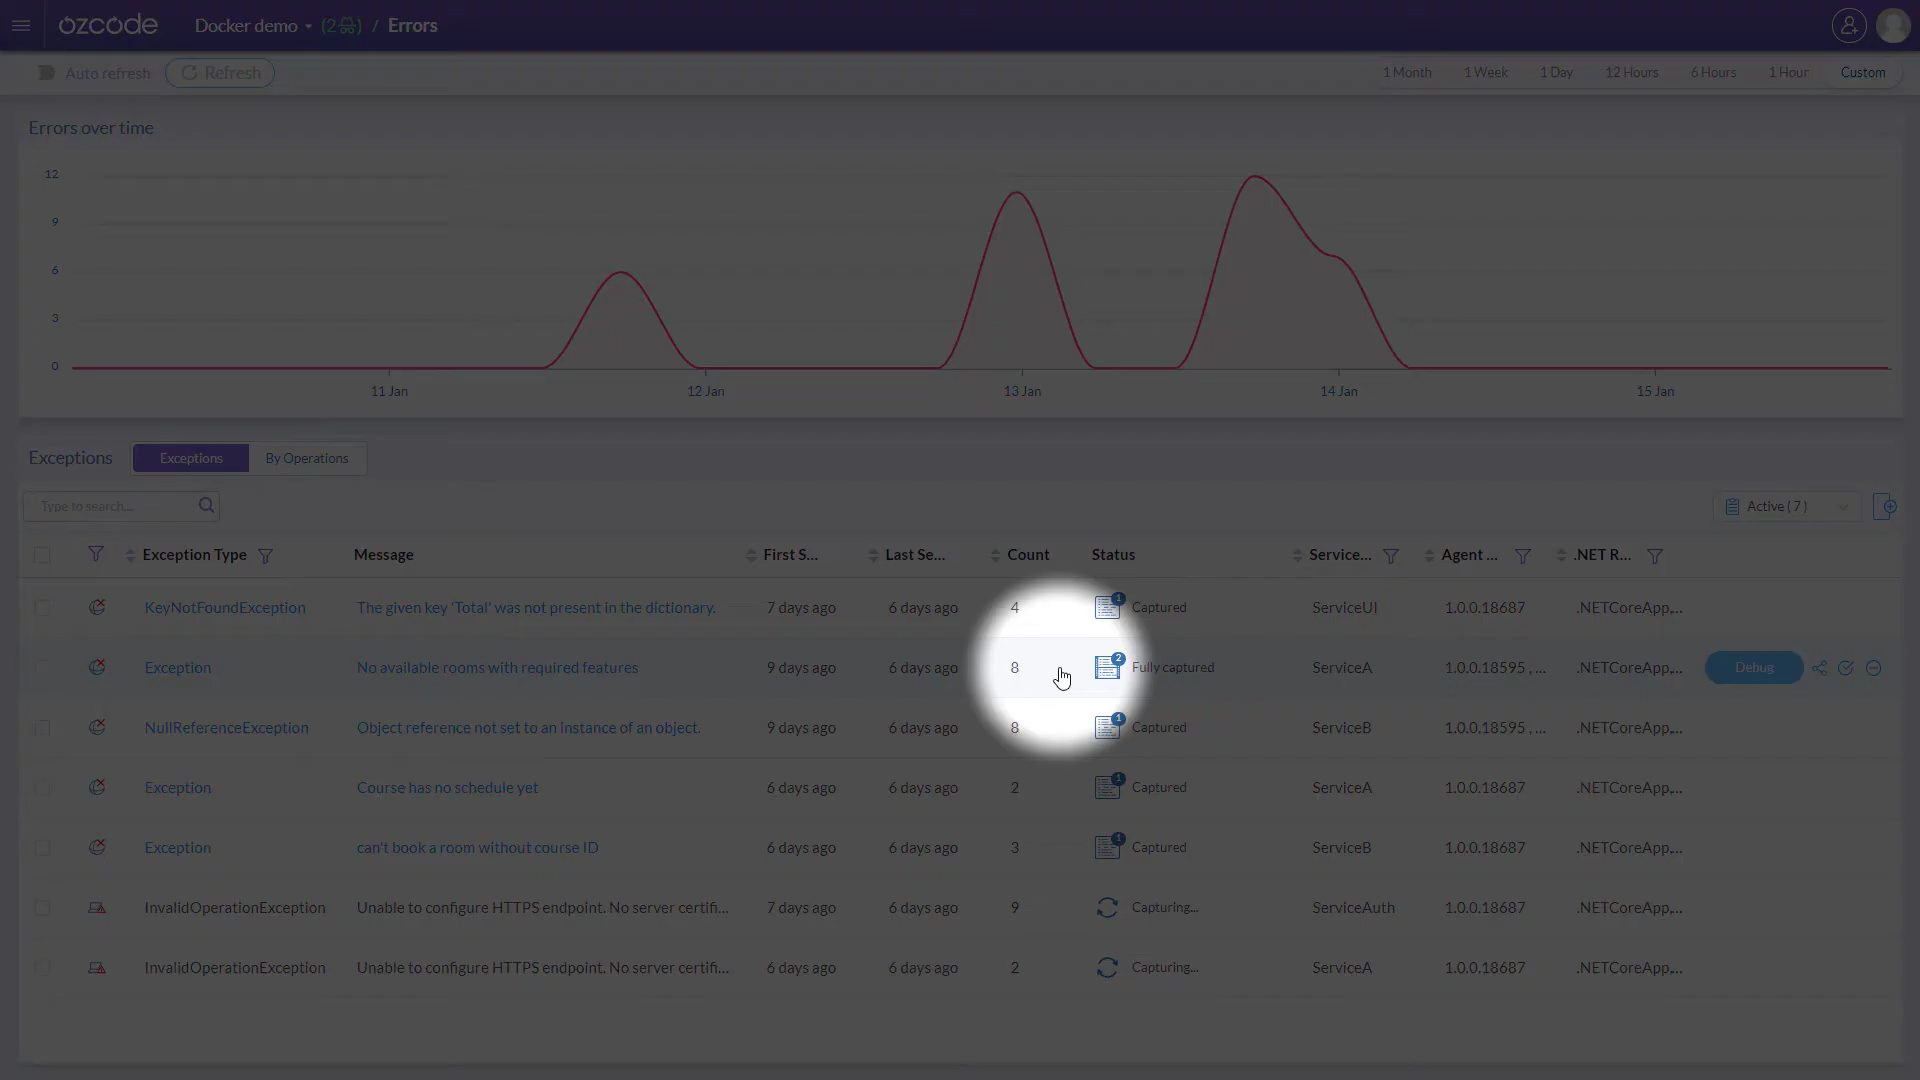 ozcode Docker demo (2) / Errors
Auto refresh Refresh 1 Month 1 Week 1 Day 12 Hours 6 Hours 1 Hour Custom
Errors over time
12
9
6
3
0
11 Jan 12 Jan 13 Jan 14 Jan 15 Jan
Exceptions Exceptions By Operations
Type to search... Active ( 7 )
Exception Type Message First S... Last Se... Count Status Service... Agent ... .NET R...
KeyNotFoundException The given key 'Total' was not present in the dictionary. 7 days ago 6 days ago 4 1 Captured ServiceUI 1.0.0.18687 .NETCoreApp,...
Exception No available rooms with required features 9 days ago 6 days ago 8 2 Fully captured ServiceA 1.0.0.18595 , ... .NETCoreApp,... Debug
NullReferenceException Object reference not set to an instance of an object. 9 days ago 6 days ago 8 1 Captured ServiceB 1.0.0.18595 , ... .NETCoreApp,...
Exception Course has no schedule yet 6 days ago 6 days ago 2 1 Captured ServiceA 1.0.0.18687 .NETCoreApp,...
Exception can't book a room without course ID 6 days ago 6 days ago 3 1 Captured ServiceB 1.0.0.18687 .NETCoreApp,...
InvalidOperationException Unable to configure HTTPS endpoint. No server certifi... 7 days ago 6 days ago 9 Capturing... ServiceAuth 1.0.0.18687 .NETCoreApp,...
InvalidOperationException Unable to configure HTTPS endpoint. No server certifi... 6 days ago 6 days ago 2 Capturing... ServiceA 1.0.0.18687 .NETCoreApp,...